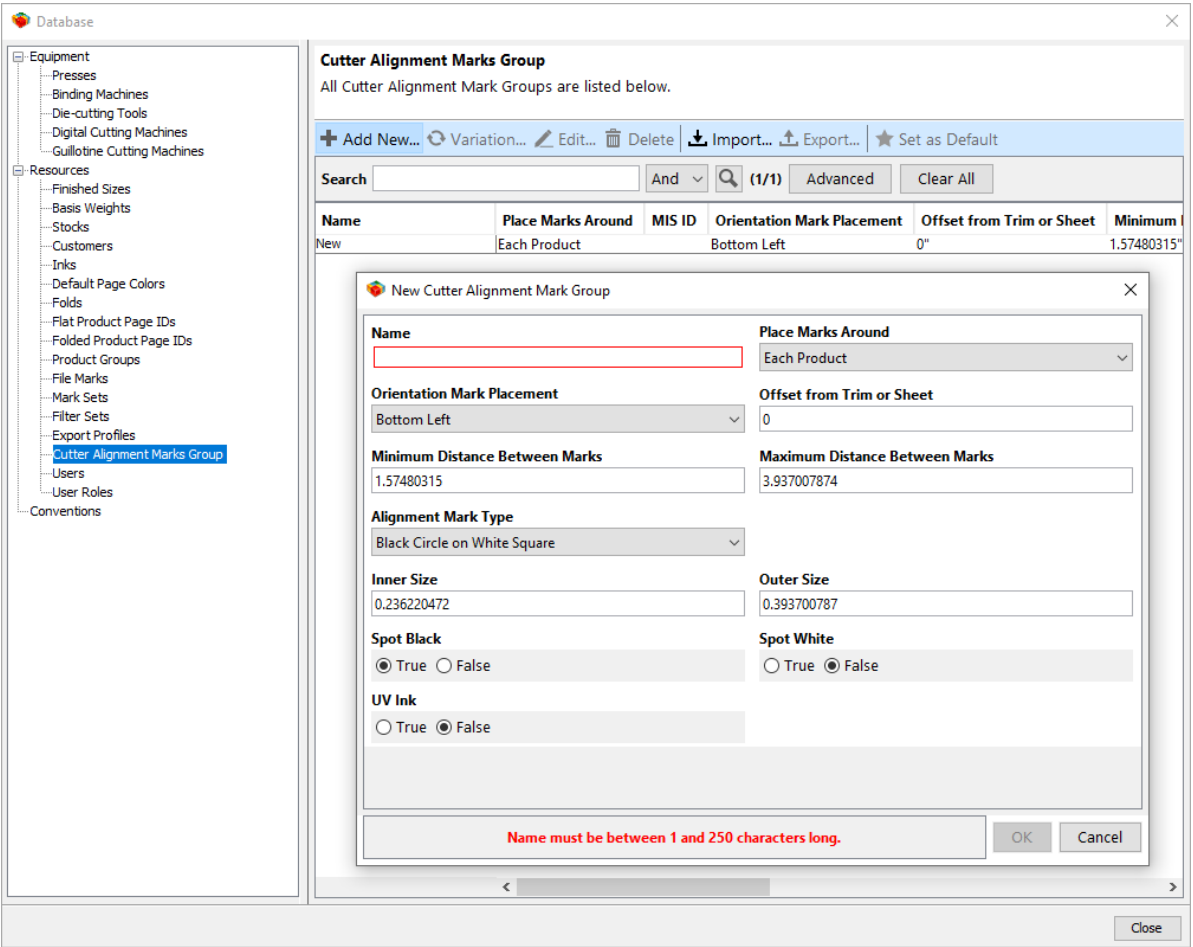 Database
Equipment
Presses
Binding Machines
Die-cutting Tools
Digital Cutting Machines
Guillotine Cutting Machines
Resources
Finished Sizes
Basis Weights
Stocks
Customers
Inks
Default Page Colors
Folds
Flat Product Page IDs
Folded Product Page IDs
Product Groups
File Marks
Mark Sets
Filter Sets
Export Profiles
Cutter Alignment Marks Group
Users
User Roles
Conventions
Cutter Alignment Marks Group
All Cutter Alignment Mark Groups are listed below.
Add New... Variation... Edit... Delete Import... Export... Set as Default
Search And (1/1) Advanced Clear All
Name Place Marks Around MIS ID Orientation Mark Placement Offset from Trim or Sheet Minimum
New Each Product Bottom Left 0" 1.57480315"
New Cutter Alignment Mark Group
Name Place Marks Around
Each Product
Orientation Mark Placement Offset from Trim or Sheet
Bottom Left 0
Minimum Distance Between Marks Maximum Distance Between Marks
1.57480315 3.937007874
Alignment Mark Type
Black Circle on White Square
Inner Size Outer Size
0.236220472 0.393700787
Spot Black Spot White
True False True False
UV Ink
True False
Name must be between 1 and 250 characters long. OK Cancel
Close